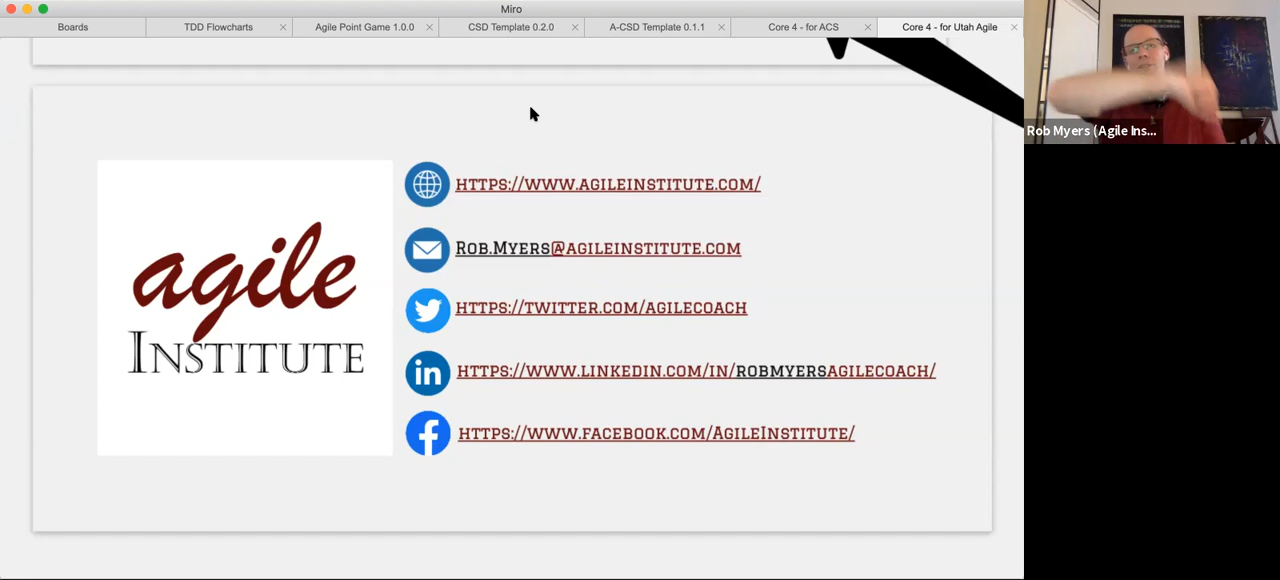 Miro
Boards
TDD Flowcharts
Agile Point Game 1.0.0
CSD Template 0.2.0
A-CSD Template 0.1.1
Core 4 - for ACS
Core 4 - for Utah Agile
Rob Myers (Agile Ins...
agile
Institute
https://www.agileinstitute.com/
Rob.Myers@agileinstitute.com
https://twitter.com/agilecoach
in
https://www.linkedin.com/in/robmyersagilecoach/
https://www.facebook.com/AgileInstitute/